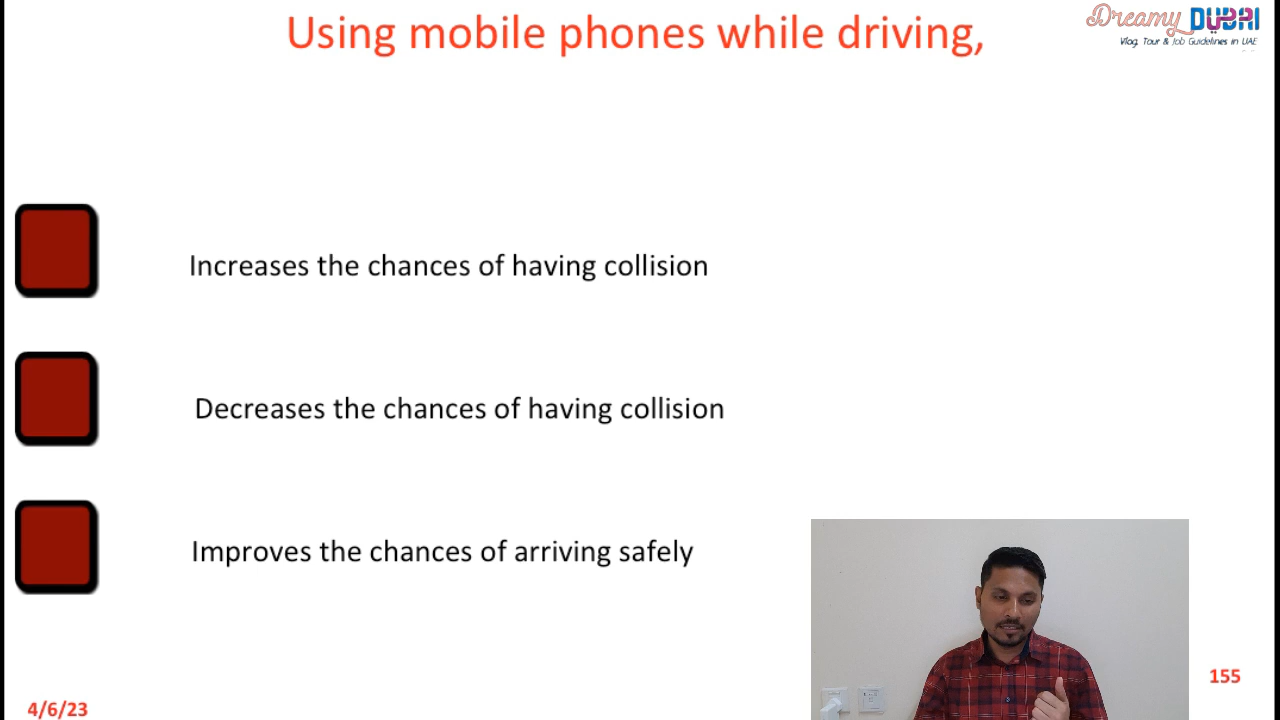 Using mobile phones while driving,
Dreamy DUBAI
Vlog, Tour & Job Guidelines in UAE
Increases the chances of having collision
Decreases the chances of having collision
Improves the chances of arriving safely
155
4/6/23